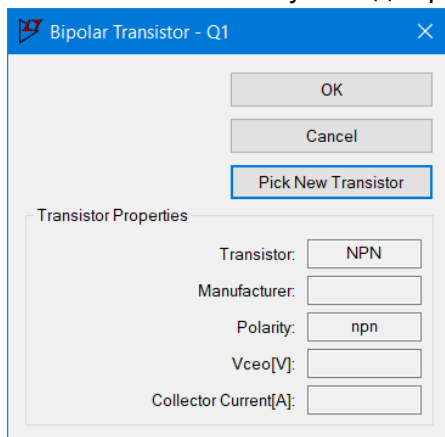 Bipolar Transistor - Q1
OK
Cancel
Pick New Transistor
Transistor Properties
Transistor: NPN
Manufacturer:
Polarity: npn
Vceo[V]:
Collector Current[A]: